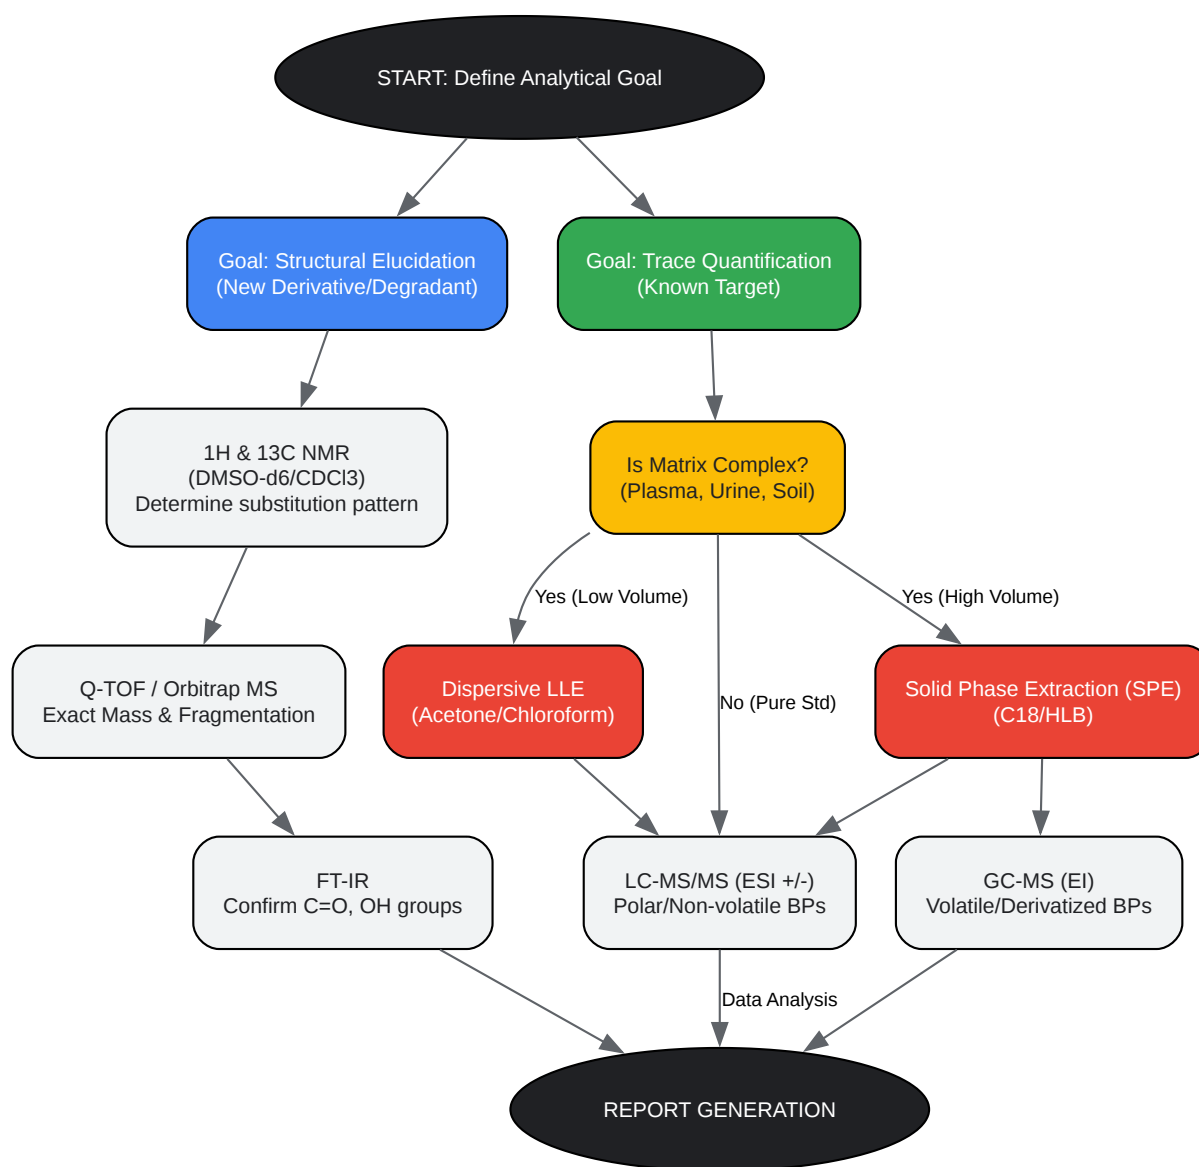 START: Define Analytical Goal
Goal: Structural Elucidation
(New Derivative/Degradant)
Goal: Trace Quantification
(Known Target)
1H & 13C NMR
(DMSO-d6/CDCl3)
Determine substitution pattern
Is Matrix Complex?
(Plasma, Urine, Soil)
Yes (Low Volume)
Yes (High Volume)
Q-TOF / Orbitrap MS
Exact Mass & Fragmentation
Dispersive LLE
(Acetone/Chloroform)
No (Pure Std)
Solid Phase Extraction (SPE)
(C18/HLB)
FT-IR
Confirm C=O, OH groups
LC-MS/MS (ESI +/-)
Polar/Non-volatile BPs
GC-MS (EI)
Volatile/Derivatized BPs
Data Analysis
REPORT GENERATION